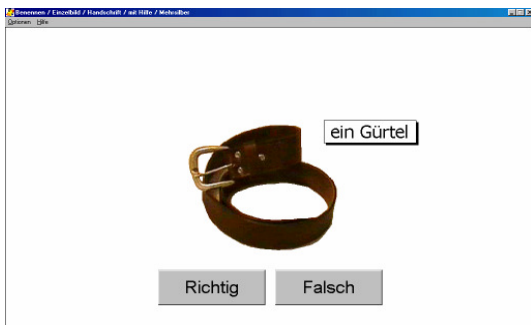 Benennen / Einzelbild / Handschrift / mit Hilfe / Mehrsilber
Optionen Hilfe
ein Gürtel
Richtig Falsch